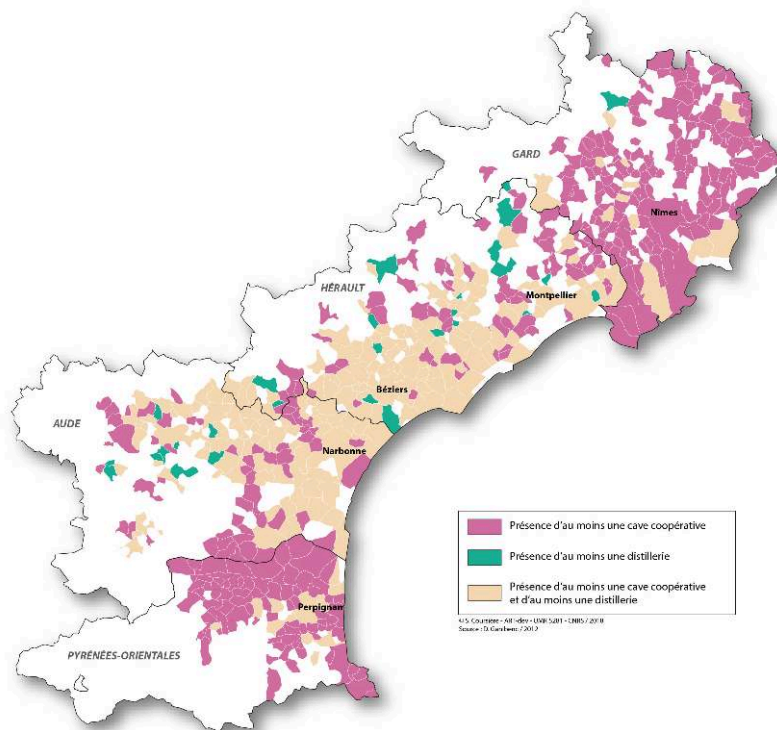 GARD
Nîmes
HÉRAULT
Montpellier
Béziers
AUDE
Narbonne
Perpignan
PYRÉNÉES-ORIENTALES
Présence d'au moins une cave coopérative
Présence d'au moins une distillerie
Présence d'au moins une cave coopérative
et d'au moins une distillerie